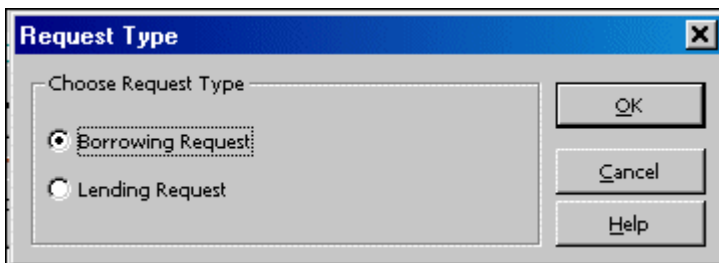 Request Type
Choose Request Type
Borrowing Request
Lending Request
OK
Cancel
Help